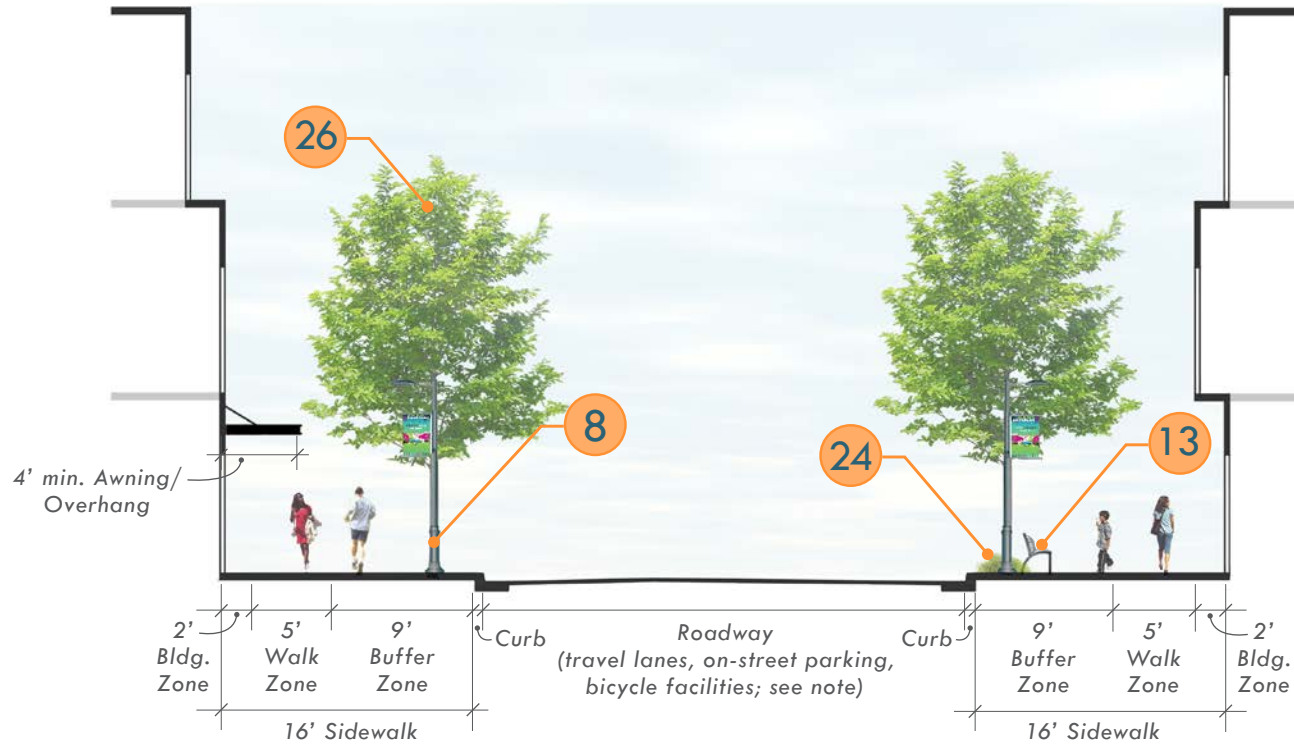 26
8
24
13
4' min. Awning/
Overhang
2'
Bldg.
Zone
5'
Walk
Zone
9'
Buffer
Zone
Curb
Roadway
(travel lanes, on-street parking,
bicycle facilities; see note)
Curb
9'
Buffer
Zone
5'
Walk
Zone
2'
Bldg.
Zone
16' Sidewalk
16' Sidewalk